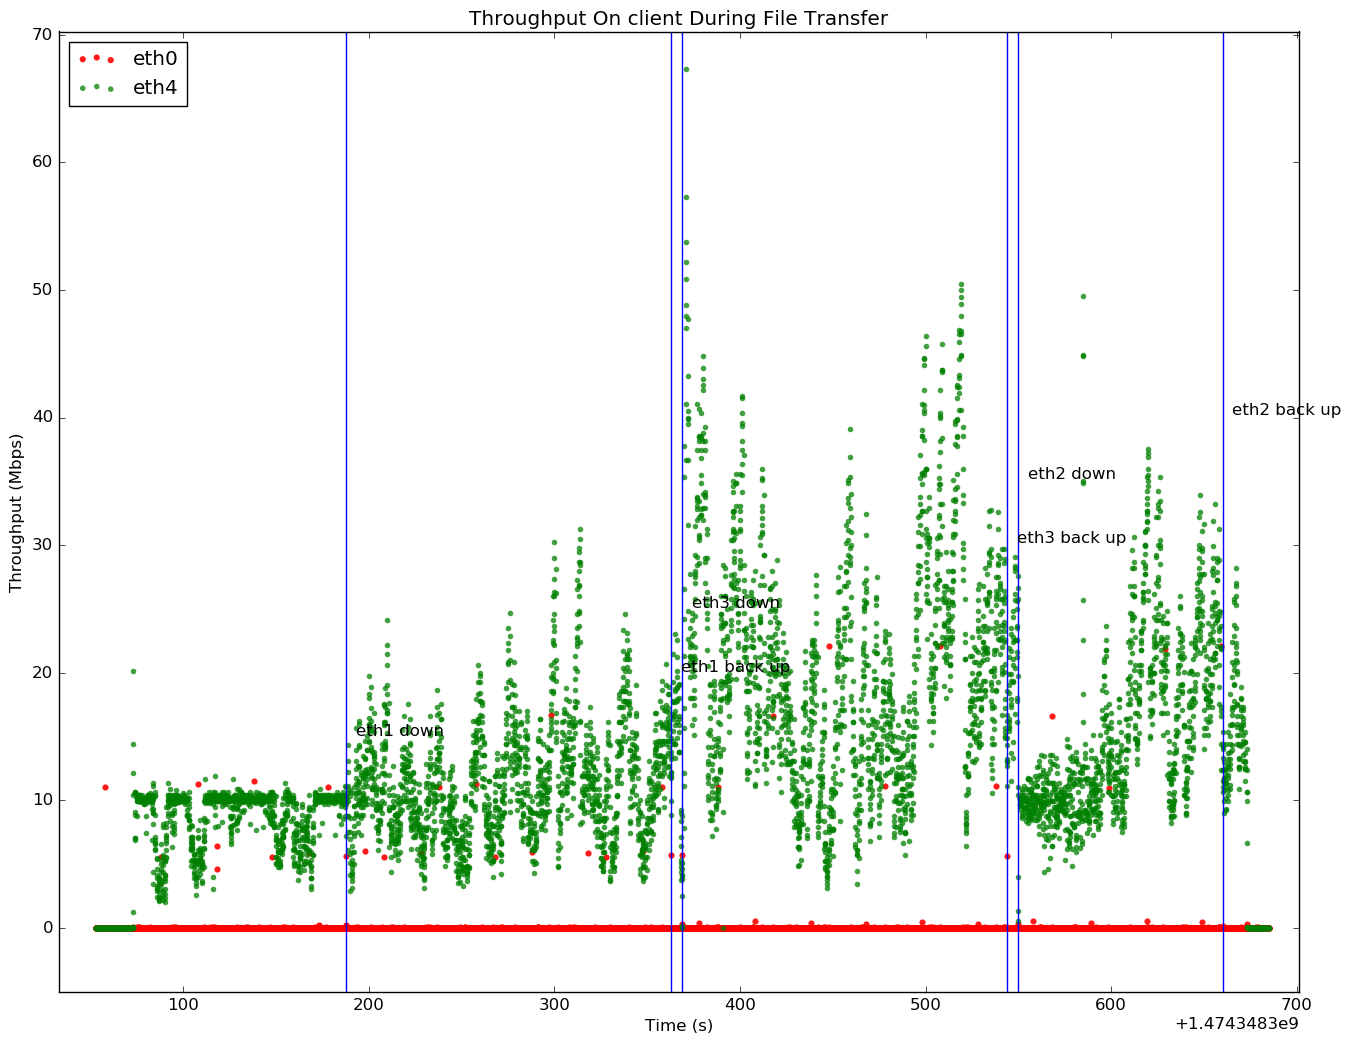 Throughput On client During File Transfer
eth0
eth4
Throughput (Mbps)
70
60
50
40
30
20
10
0
eth1 down
eth1 back up
eth3 down
eth3 back up
eth2 down
eth2 back up
100
200
300
400
500
600
700
Time (s)
+1.4743483e9